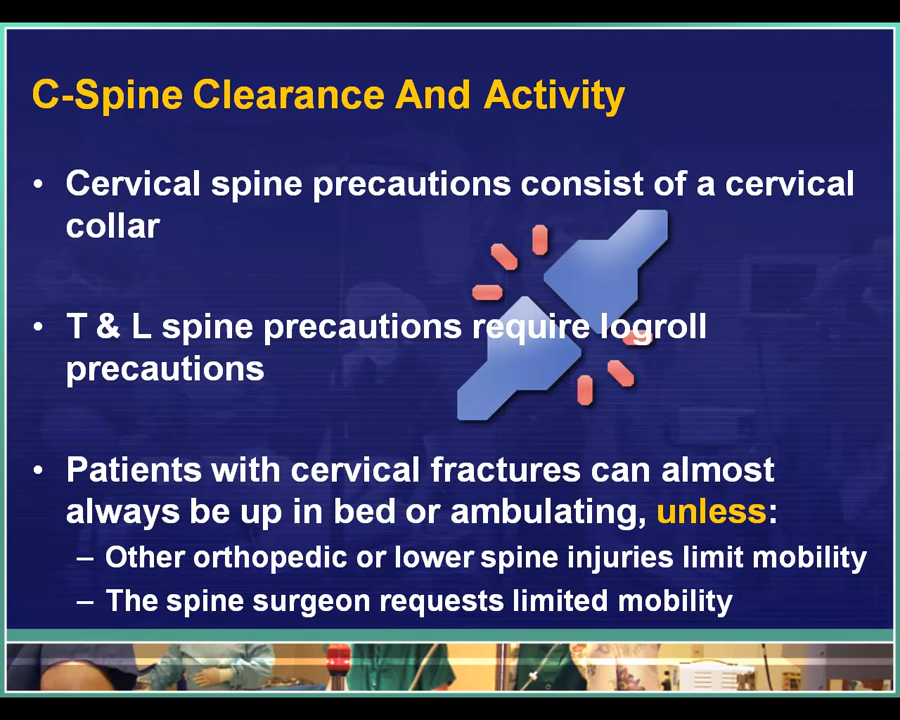 C-Spine Clearance And Activity
• Cervical spine precautions consist of a cervical
collar
• T & L spine precautions require logroll
precautions
• Patients with cervical fractures can almost
always be up in bed or ambulating, unless:
– Other orthopedic or lower spine injuries limit mobility
– The spine surgeon requests limited mobility